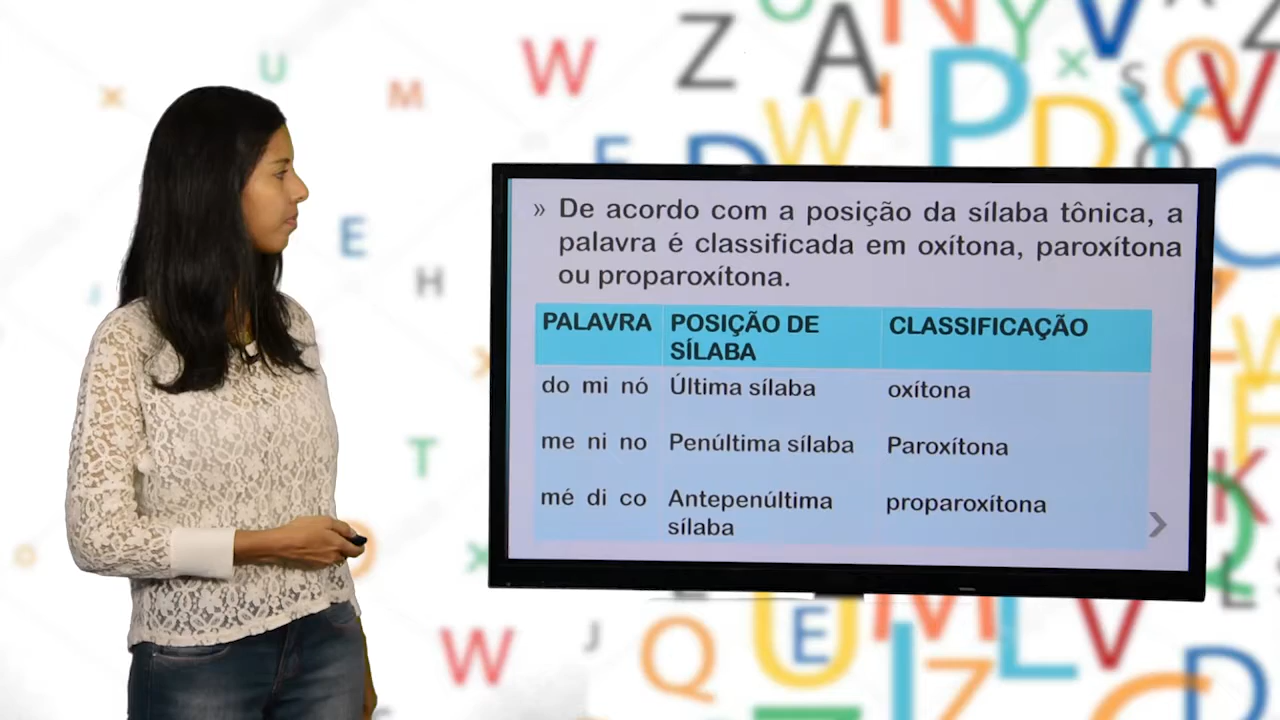 » De acordo com a posição da sílaba tônica, a
palavra é classificada em oxítona, paroxítona
ou proparoxítona.
PALAVRA POSIÇÃO DE SÍLABA CLASSIFICAÇÃO
do mi nó Última sílaba oxítona
me ni no Penúltima sílaba Paroxítona
mé di co Antepenúltima sílaba proparoxítona